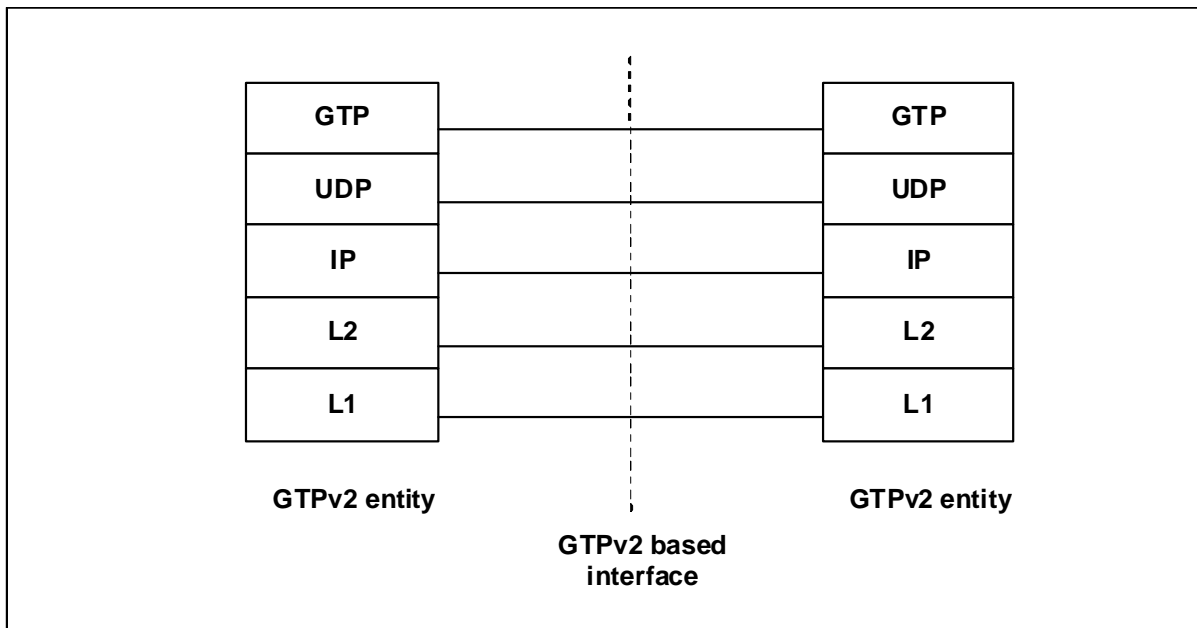 GTP
GTP
UDP
UDP
IP
IP
L2
L2
L1
L1
GTPv2 entity
GTPv2 entity
GTPv2 based
interface